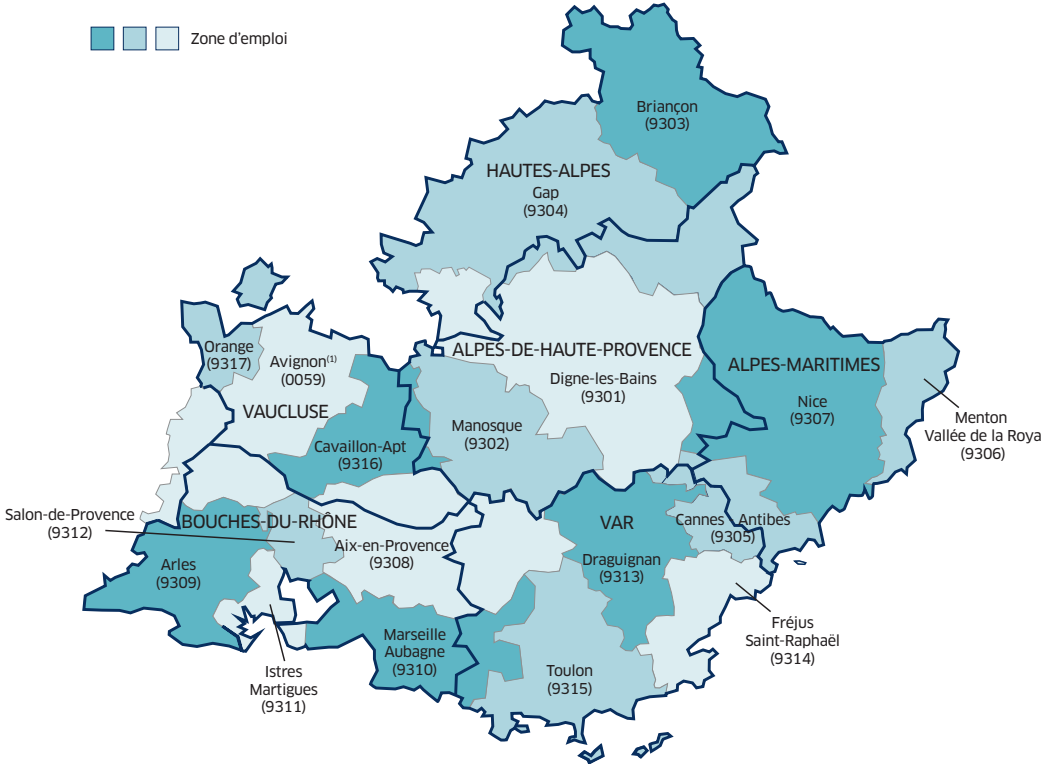 Zone d'emploi
Briançon
(9303)
HAUTES-ALPES
Gap
(9304)
Orange
(9317)
Avignon(1)
(0059)
VAUCLUSE
Cavaillon-Apt
(9316)
ALPES-DE-HAUTE-PROVENCE
Digne-les-Bains
(9301)
Manosque
(9302)
ALPES-MARITIMES
Nice
(9307)
Menton
Vallée de la Roya
(9306)
Salon-de-Provence
(9312)
BOUCHES-DU-RHÔNE
Aix-en-Provence
(9308)
Arles
(9309)
VAR
Draguignan
(9313)
Cannes Antibes
(9305)
Fréjus
Saint-Raphaël
(9314)
Marseille
Aubagne
(9310)
Istres
Martigues
(9311)
Toulon
(9315)